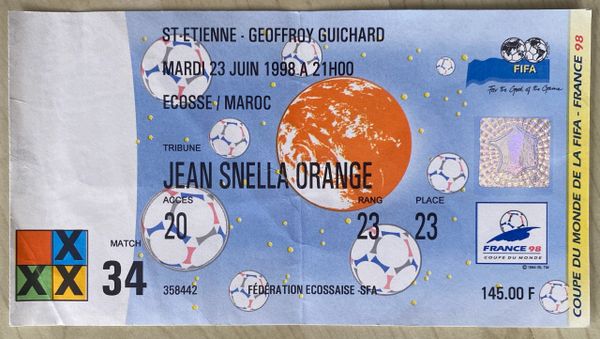 ST-ETIENNE - GEOFFROY GUICHARD
MARDI 23 JUIN 1998 A 21H00
ECOSSE / MAROC
TRIBUNE
JEAN SNELLA ORANGE
ACCÈS RANG PLACE
20 23 23
MATCH
34
X
X X
358442 FÉDÉRATION ECOSSAISE -SFA 145.00 F
FIFA
For the Good of the Game
FRANCE 98
COUPE DU MONDE
COUPE DU MONDE DE LA FIFA - FRANCE 98